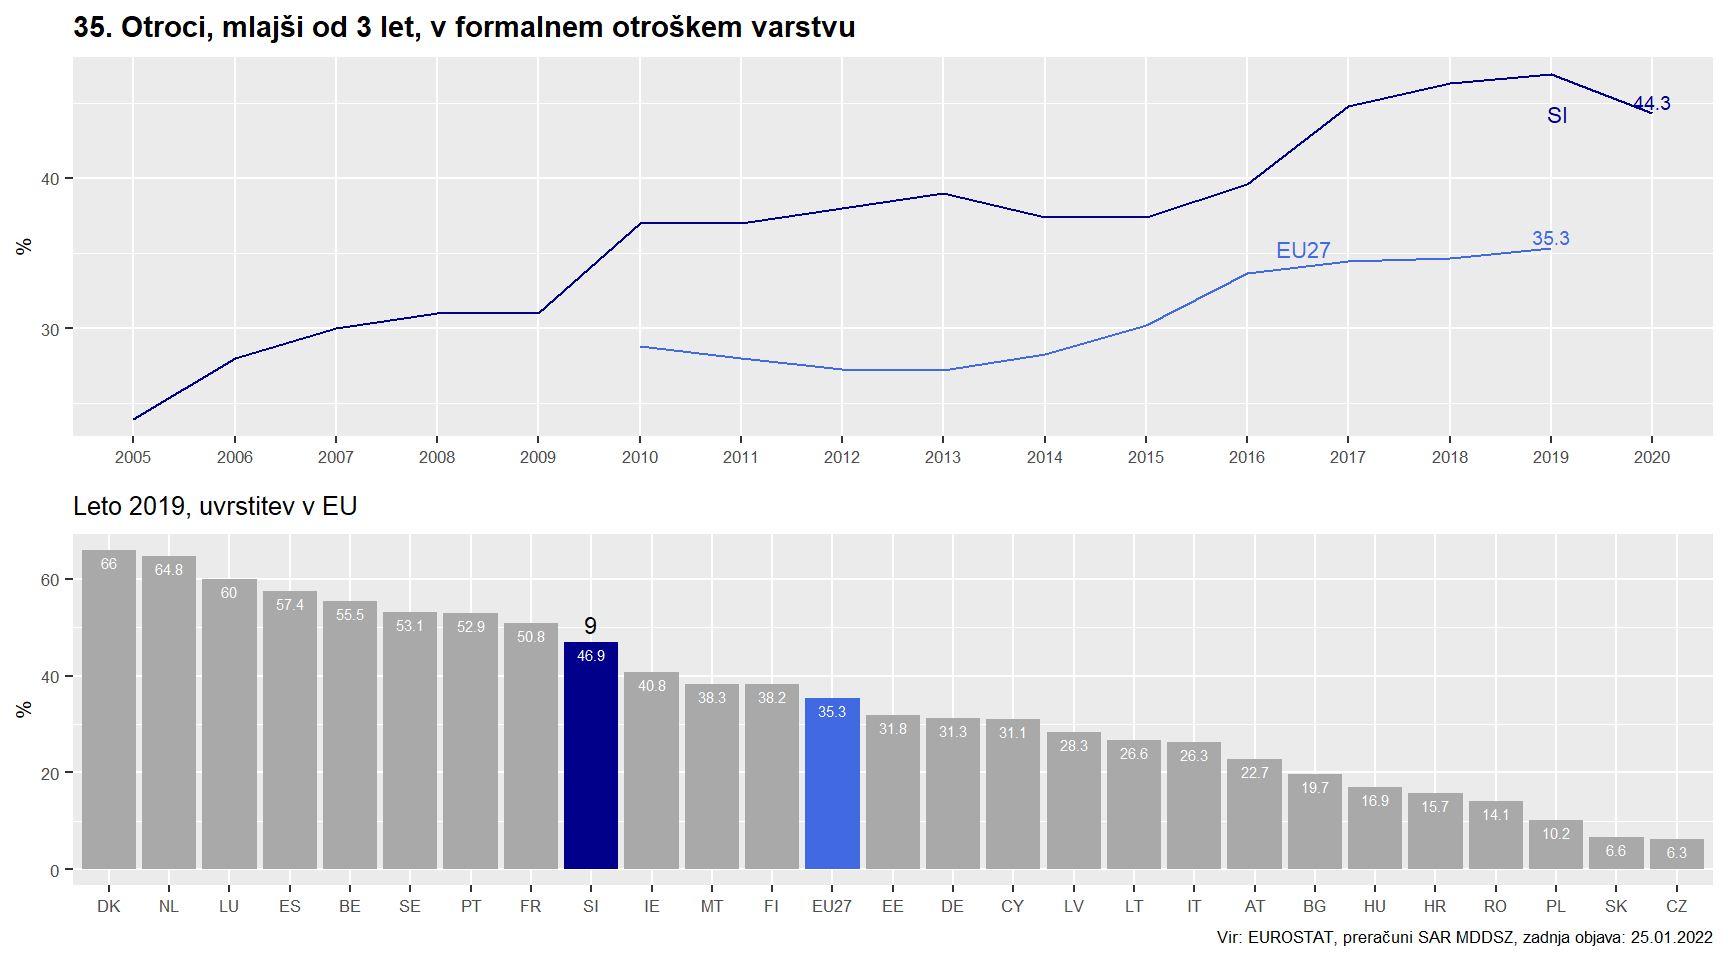 35. Otroci, mlajši od 3 let, v formalnem otroškem varstvu
44.3
SI
40
%
EU27
35.3
30
2005 2006 2007 2008 2009 2010 2011 2012 2013 2014 2015 2016 2017 2018 2019 2020
Leto 2019, uvrstitev v EU
66 64.8 60 57.4 55.5 53.1 52.9 50.8 9 46.9 40.8 38.3 38.2 35.3 31.8 31.3 31.1 28.3 26.6 26.3 22.7 19.7 16.9 15.7 14.1 10.2 6.6 6.3
60
40
%
20
0
DK NL LU ES BE SE PT FR SI IE MT FI EU27 EE DE CY LV LT IT AT BG HU HR RO PL SK CZ
Vir: EUROSTAT, preračuni SAR MDDSZ, zadnja objava: 25.01.2022